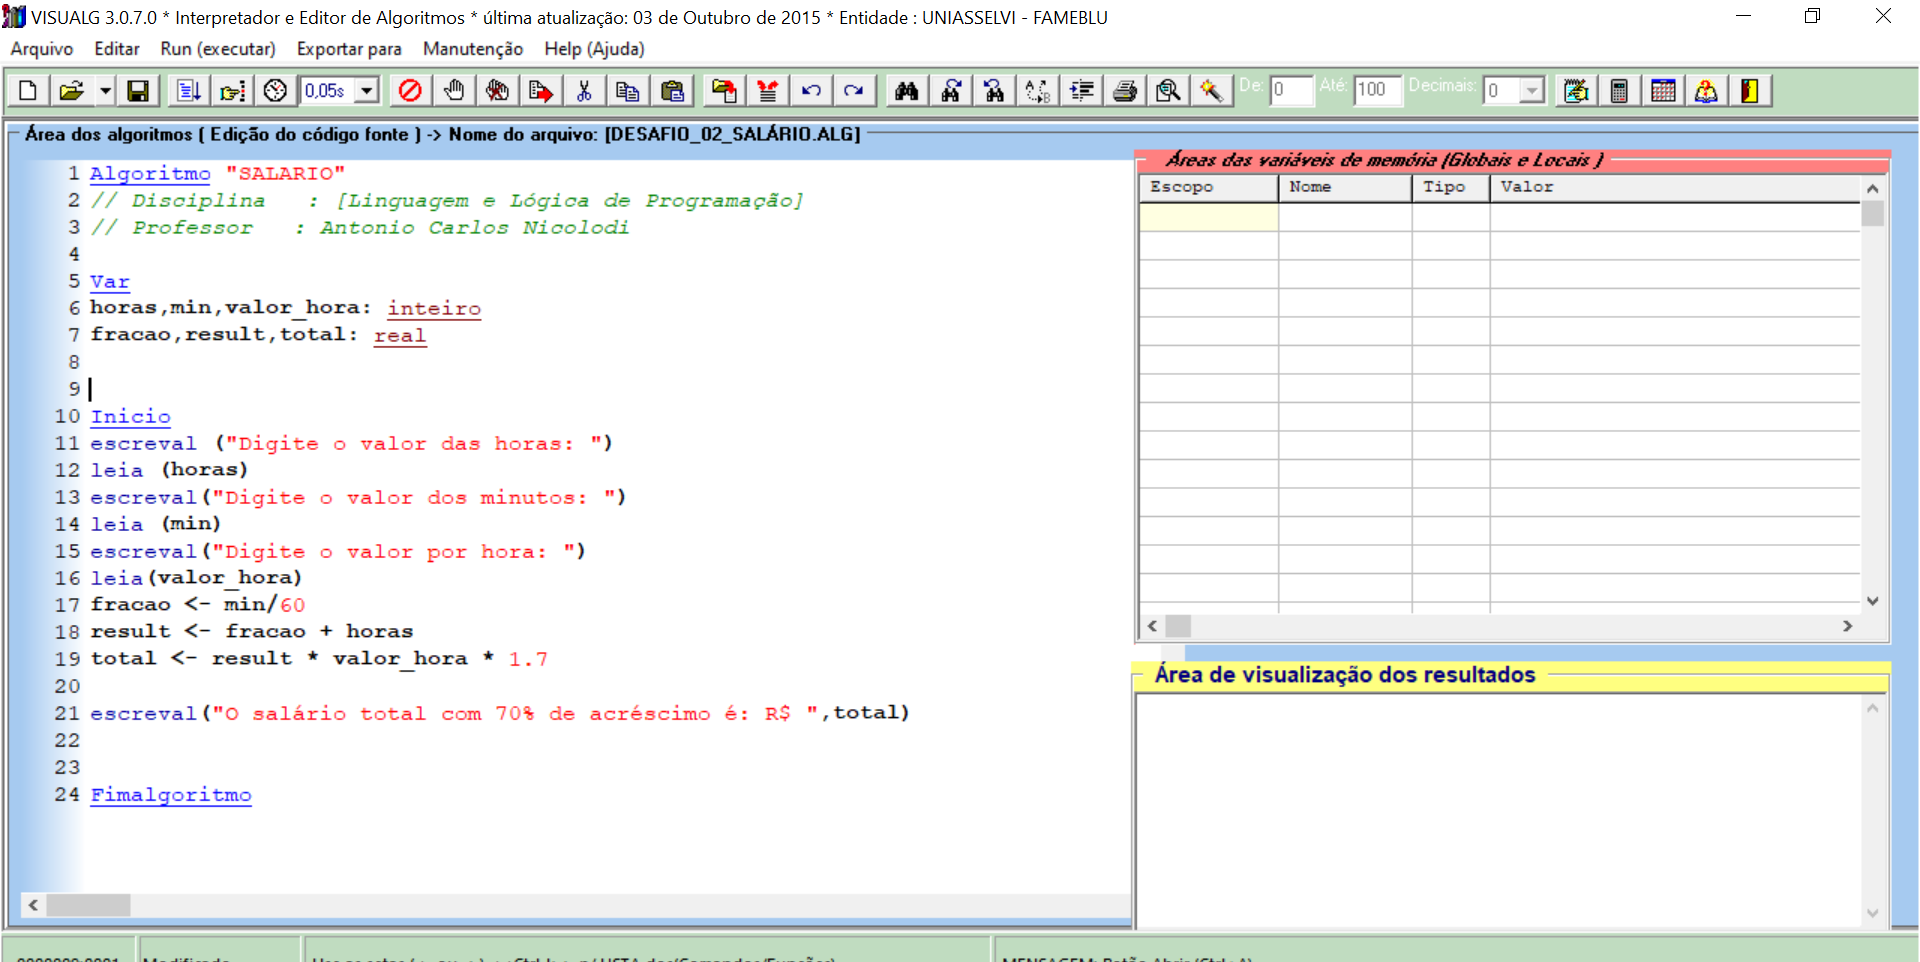 VISUALG 3.0.7.0 * Interpretador e Editor de Algoritmos * última atualização: 03 de Outubro de 2015 * Entidade : UNIASSELVI - FAMEBLU
Arquivo Editar Run (executar) Exportar para Manutenção Help (Ajuda)
0,05s De: 0 Até: 100 Decimais: 0
Área dos algoritmos ( Edição do código fonte ) -> Nome do arquivo: [DESAFIO_02_SALÁRIO.ALG]
1 Algoritmo "SALARIO"
2 // Disciplina : [Linguagem e Lógica de Programação]
3 // Professor : Antonio Carlos Nicolodi
4
5 Var
6 horas,min,valor_hora: inteiro
7 fracao,result,total: real
8
9
10 Inicio
11 escreval ("Digite o valor das horas: ")
12 leia (horas)
13 escreval("Digite o valor dos minutos: ")
14 leia (min)
15 escreval("Digite o valor por hora: ")
16 leia(valor_hora)
17 fracao <- min/60
18 result <- fracao + horas
19 total <- result * valor_hora * 1.7
20
21 escreval("O salário total com 70% de acréscimo é: R$ ",total)
22
23
24 Fimalgoritmo
Áreas das variáveis de memória (Globais e Locais )
Escopo Nome Tipo Valor
Área de visualização dos resultados
Modificado
MENSAGEM: Botão Abrir (Ctrl+A)